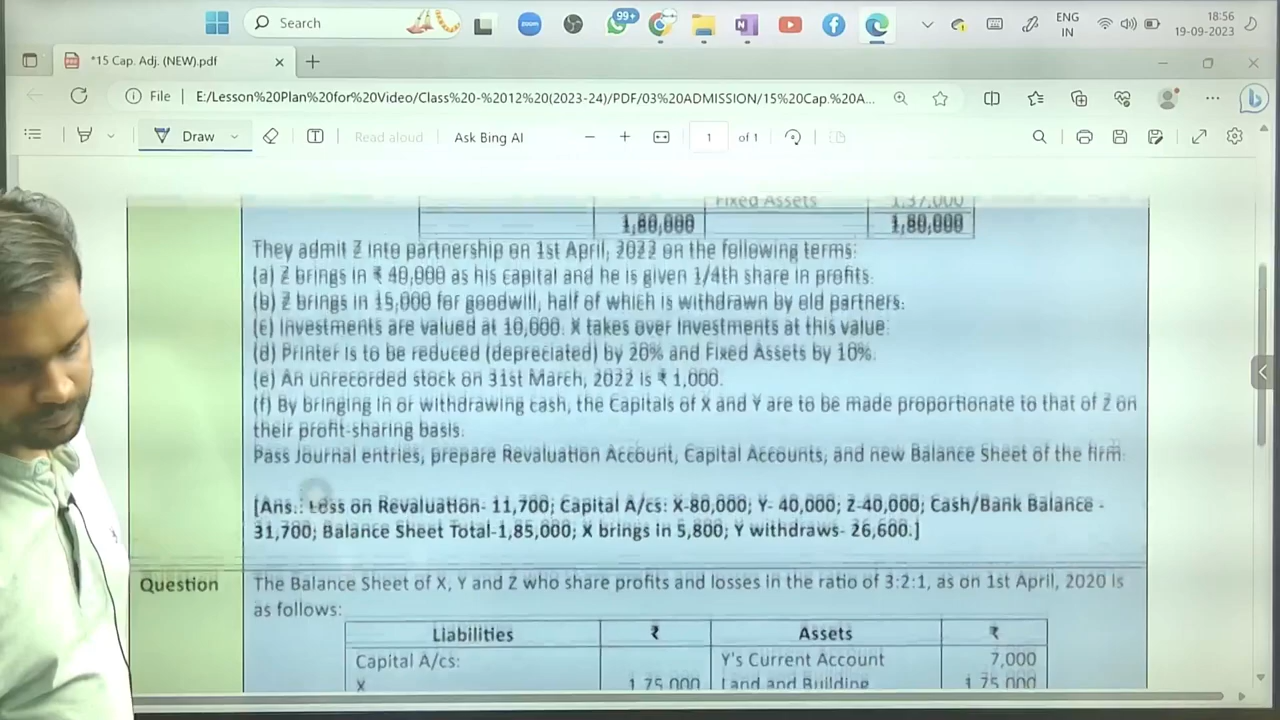 Search
99+
ENG
IN
18:56
19-09-2023
*15 Cap. Adj. (NEW).pdf
File
E:/Lesson%20Plan%20for%20Video/Class%20-%2012%20(2023-24)/PDF/03%20ADMISSION/15%20Cap.%20A...
Draw
Read aloud
Ask Bing AI
1
of 1
Fixed Assets 1,37,000
1,80,000 1,80,000
They admit Z into partnership on 1st April, 2022 on the following terms:
(a) Z brings in ₹ 40,000 as his capital and he is given 1/4th share in profits.
(b) Z brings in 15,000 for goodwill, half of which is withdrawn by old partners.
(c) Investments are valued at 10,000. X takes over Investments at this value.
(d) Printer is to be reduced (depreciated) by 20% and Fixed Assets by 10%.
(e) An unrecorded stock on 31st March, 2022 is ₹ 1,000.
(f) By bringing in or withdrawing cash, the Capitals of X and Y are to be made proportionate to that of Z on
their profit-sharing basis.
Pass Journal entries, prepare Revaluation Account, Capital Accounts, and new Balance Sheet of the firm.
[Ans.: Loss on Revaluation- 11,700; Capital A/cs: X-80,000; Y- 40,000; Z-40,000; Cash/Bank Balance -
31,700; Balance Sheet Total-1,85,000; X brings in 5,800; Y withdraws- 26,600.]
Question
The Balance Sheet of X, Y and Z who share profits and losses in the ratio of 3:2:1, as on 1st April, 2020 is
as follows:
Liabilities ₹ Assets ₹
Capital A/cs: Y's Current Account 7,000
X 1,75,000 Land and Building 1,75,000